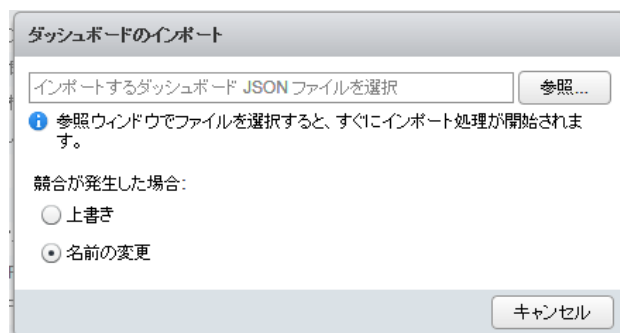 ダッシュボードのインポート
インポートするダッシュボード JSON ファイルを選択
参照...
参照ウィンドウでファイルを選択すると、すぐにインポート処理が開始されま
す。
競合が発生した場合:
上書き
名前の変更
キャンセル